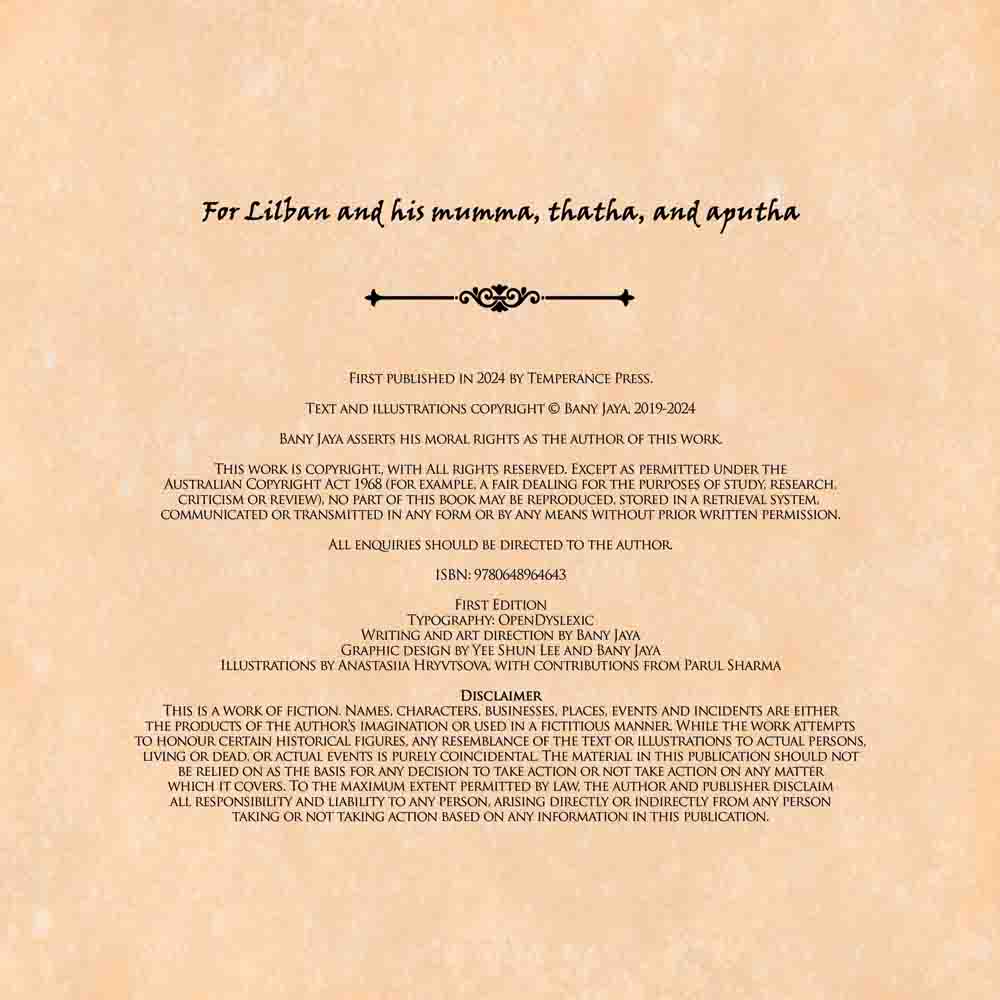 For Lilban and his mumma, thatha, and aputha
First published in 2024 by Temperance Press.
Text and illustrations copyright © Bany Jaya, 2019-2024
Bany Jaya asserts his moral rights as the author of this work.
This work is copyright., with All rights reserved. Except as permitted under the
Australian Copyright Act 1968 (for example, a fair dealing for the purposes of study, research,
criticism or review), no part of this book may be reproduced, stored in a retrieval system,
communicated or transmitted in any form or by any means without prior written permission.
All enquiries should be directed to the author.
ISBN: 9780648964643
First Edition
Typography: OpenDyslexic
Writing and art direction by Bany Jaya
Graphic design by Yee Shun Lee and Bany Jaya
Illustrations by Anastasiia Hryvtsova, with contributions from Parul Sharma
Disclaimer
This is a work of fiction. Names, characters, businesses, places, events and incidents are either
the products of the author's imagination or used in a fictitious manner. While the work attempts
to honour certain historical figures, any resemblance of the text or illustrations to actual persons,
living or dead, or actual events is purely coincidental. The material in this publication should not
be relied on as the basis for any decision to take action or not take action on any matter
which it covers. To the maximum extent permitted by law, the author and publisher disclaim
all responsibility and liability to any person, arising directly or indirectly from any person
taking or not taking action based on any information in this publication.